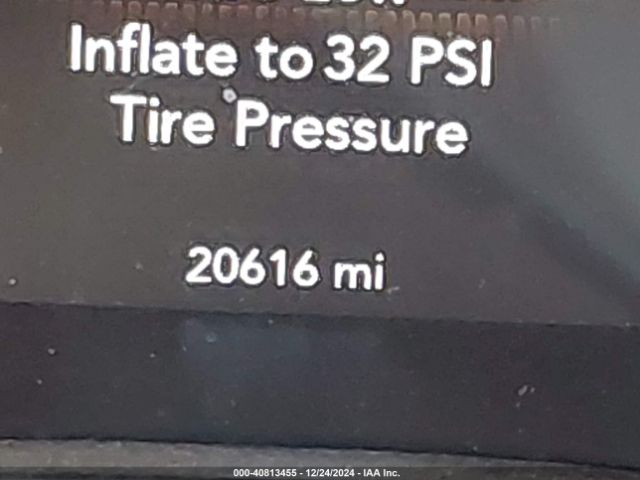 Inflate to 32 PSI
Tire Pressure
20616 mi
000-40813455 - 12/24/2024 - IAA Inc.